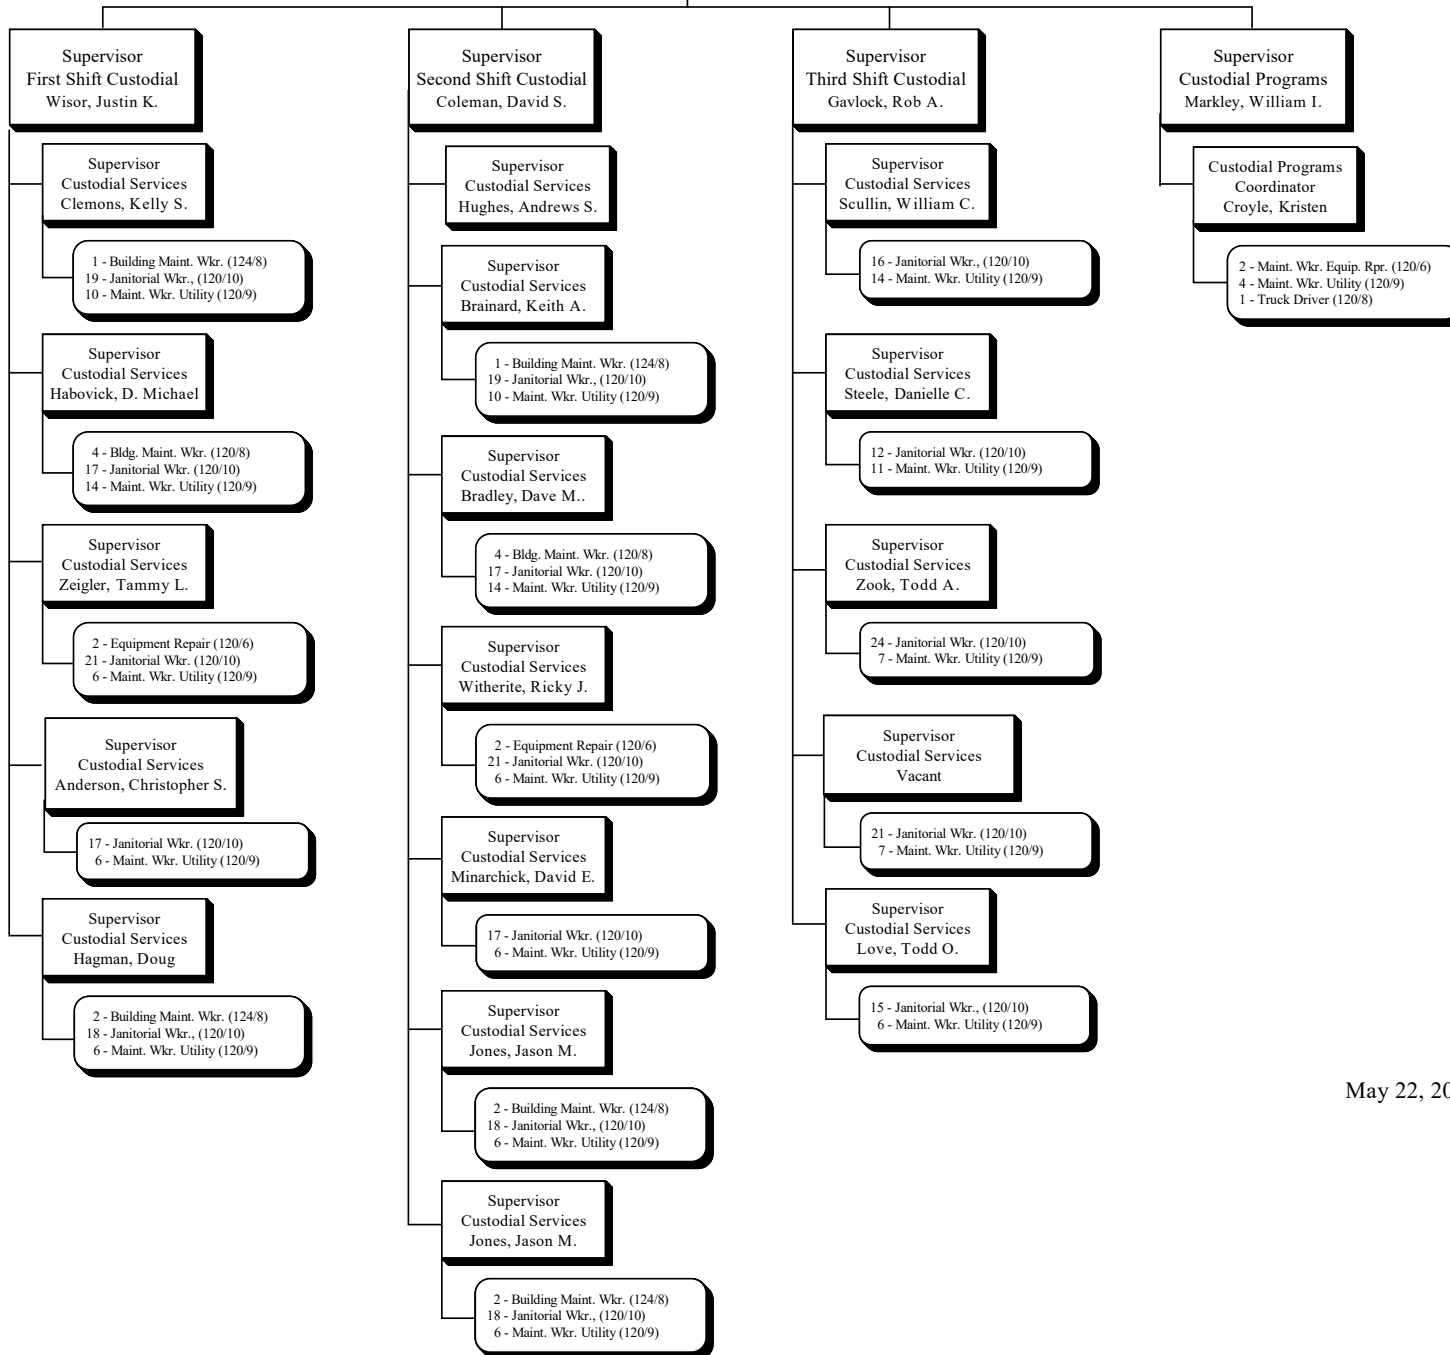 Supervisor
First Shift Custodial
Wisor, Justin K.
Supervisor
Custodial Services
Clemons, Kelly S.
1 - Building Maint. Wkr. (124/8)
19 - Janitorial Wkr., (120/10)
10 - Maint. Wkr. Utility (120/9)
Supervisor
Custodial Services
Habovick, D. Michael
4 - Bldg. Maint. Wkr. (120/8)
17 - Janitorial Wkr. (120/10)
14 - Maint. Wkr. Utility (120/9)
Supervisor
Custodial Services
Zeigler, Tammy L.
2 - Equipment Repair (120/6)
21 - Janitorial Wkr. (120/10)
6 - Maint. Wkr. Utility (120/9)
Supervisor
Custodial Services
Anderson, Christopher S.
17 - Janitorial Wkr. (120/10)
6 - Maint. Wkr. Utility (120/9)
Supervisor
Custodial Services
Hagman, Doug
2 - Building Maint. Wkr. (124/8)
18 - Janitorial Wkr., (120/10)
6 - Maint. Wkr. Utility (120/9)
Supervisor
Second Shift Custodial
Coleman, David S.
Supervisor
Custodial Services
Hughes, Andrews S.
Supervisor
Custodial Services
Brainard, Keith A.
1 - Building Maint. Wkr. (124/8)
19 - Janitorial Wkr., (120/10)
10 - Maint. Wkr. Utility (120/9)
Supervisor
Custodial Services
Bradley, Dave M..
4 - Bldg. Maint. Wkr. (120/8)
17 - Janitorial Wkr. (120/10)
14 - Maint. Wkr. Utility (120/9)
Supervisor
Custodial Services
Witherite, Ricky J.
2 - Equipment Repair (120/6)
21 - Janitorial Wkr. (120/10)
6 - Maint. Wkr. Utility (120/9)
Supervisor
Custodial Services
Minarchick, David E.
17 - Janitorial Wkr. (120/10)
6 - Maint. Wkr. Utility (120/9)
Supervisor
Custodial Services
Jones, Jason M.
2 - Building Maint. Wkr. (124/8)
18 - Janitorial Wkr., (120/10)
6 - Maint. Wkr. Utility (120/9)
Supervisor
Custodial Services
Jones, Jason M.
2 - Building Maint. Wkr. (124/8)
18 - Janitorial Wkr., (120/10)
6 - Maint. Wkr. Utility (120/9)
Supervisor
Third Shift Custodial
Gavlock, Rob A.
Supervisor
Custodial Services
Scullin, William C.
16 - Janitorial Wkr., (120/10)
14 - Maint. Wkr. Utility (120/9)
Supervisor
Custodial Services
Steele, Danielle C.
12 - Janitorial Wkr. (120/10)
11 - Maint. Wkr. Utility (120/9)
Supervisor
Custodial Services
Zook, Todd A.
24 - Janitorial Wkr. (120/10)
7 - Maint. Wkr. Utility (120/9)
Supervisor
Custodial Services
Vacant
21 - Janitorial Wkr. (120/10)
7 - Maint. Wkr. Utility (120/9)
Supervisor
Custodial Services
Love, Todd O.
15 - Janitorial Wkr., (120/10)
6 - Maint. Wkr. Utility (120/9)
Supervisor
Custodial Programs
Markley, William I.
Custodial Programs
Coordinator
Croyle, Kristen
2 - Maint. Wkr. Equip. Rpr. (120/6)
4 - Maint. Wkr. Utility (120/9)
1 - Truck Driver (120/8)
May 22, 20